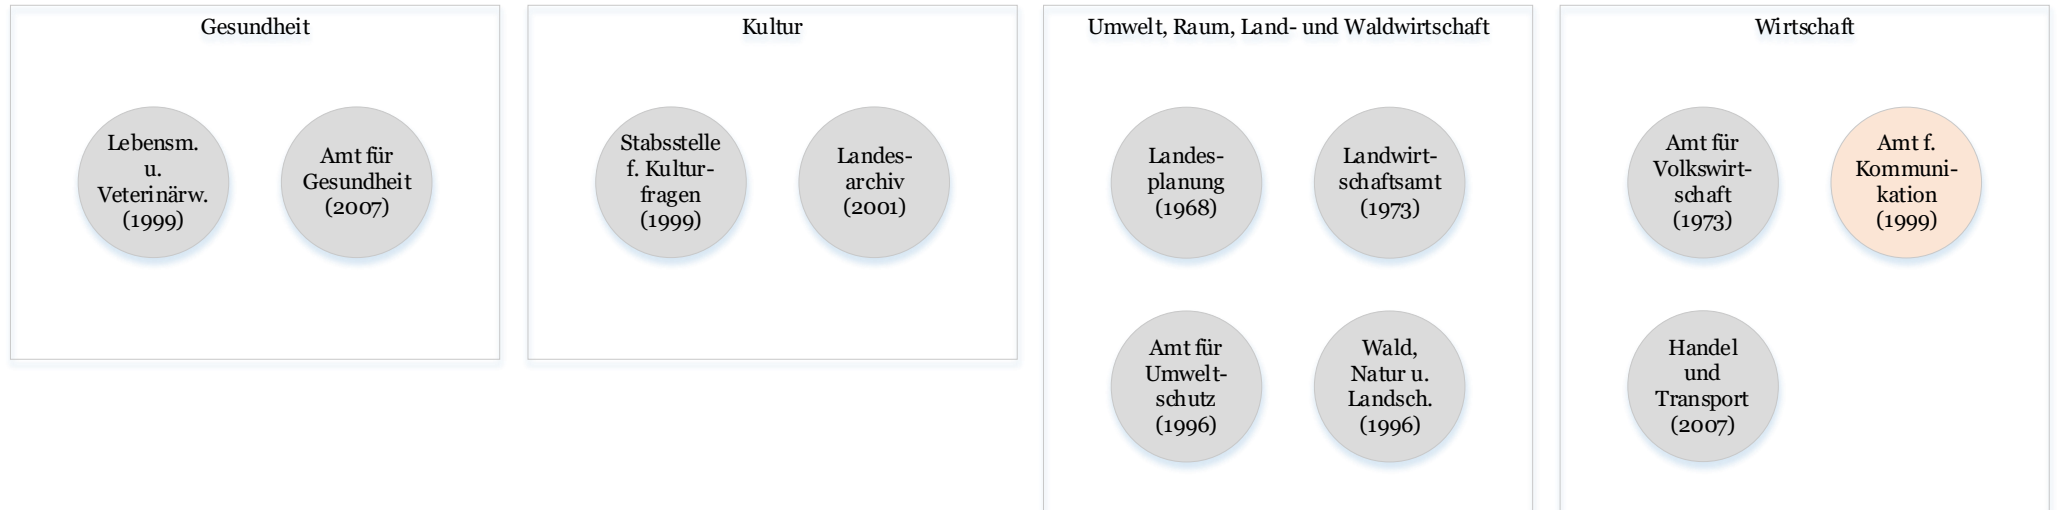 Gesundheit
Lebensm.
u.
Veterinärw.
(1999)
Amt für
Gesundheit
(2007)
Kultur
Stabsstelle
f. Kultur-
fragen
(1999)
Landes-
archiv
(2001)
Umwelt, Raum, Land- und Waldwirtschaft
Landes-
planung
(1968)
Landwirt-
schaftsamt
(1973)
Amt für
Umwelt-
schutz
(1996)
Wald,
Natur u.
Landsch.
(1996)
Wirtschaft
Amt für
Volkswirt-
schaft
(1973)
Amt f.
Kommuni-
kation
(1999)
Handel
und
Transport
(2007)